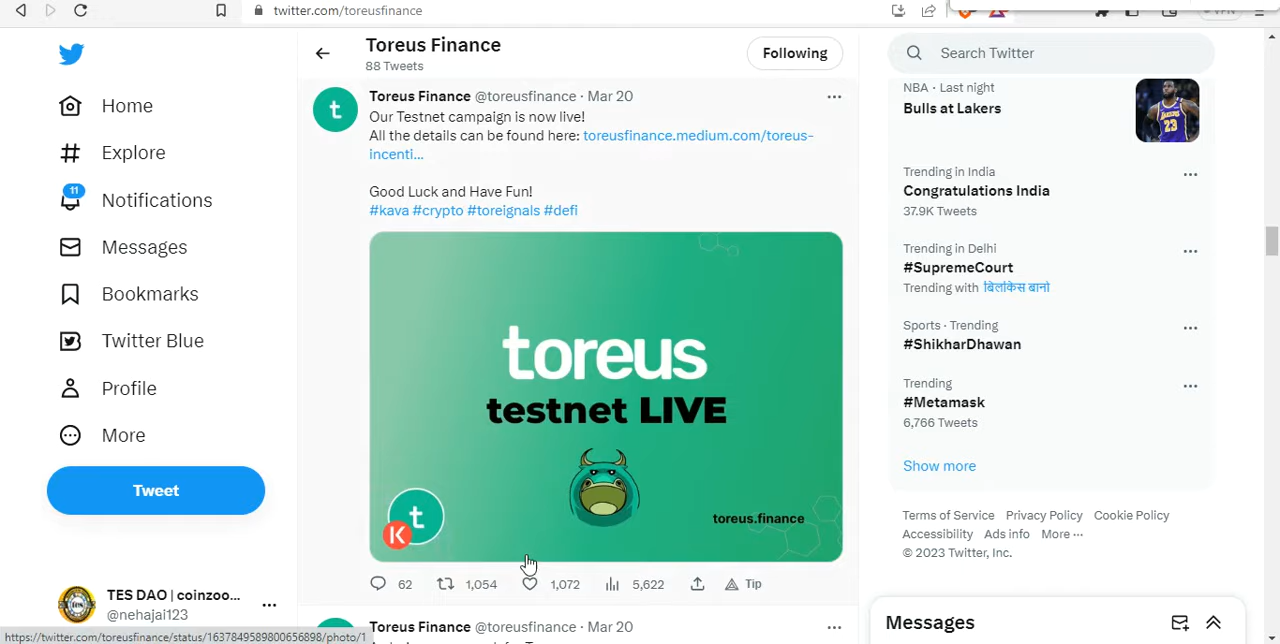 twitter.com/toreusfinance
VPN
Home
Explore
11
Notifications
Messages
Bookmarks
Twitter Blue
Profile
More
Tweet
TES DAO | coinzoo...
@nehajai123
https://twitter.com/toreusfinance/status/1637849589800656898/photo/1
Toreus Finance
88 Tweets
Following
t
Toreus Finance @toreusfinance · Mar 20
Our Testnet campaign is now live!
All the details can be found here: toreusfinance.medium.com/toreus-
incenti...
Good Luck and Have Fun!
#kava #crypto #toreignals #defi
toreus
testnet LIVE
t
K
toreus.finance
62 1,054 1,072 5,622 Tip
Toreus Finance @toreusfinance · Mar 20
Search Twitter
NBA · Last night
Bulls at Lakers
23
Trending in India
Congratulations India
37.9K Tweets
Trending in Delhi
#SupremeCourt
Trending with बिलकिस बानो
Sports · Trending
#ShikharDhawan
Trending
#Metamask
6,766 Tweets
Show more
Terms of Service Privacy Policy Cookie Policy
Accessibility Ads info More ···
© 2023 Twitter, Inc.
Messages